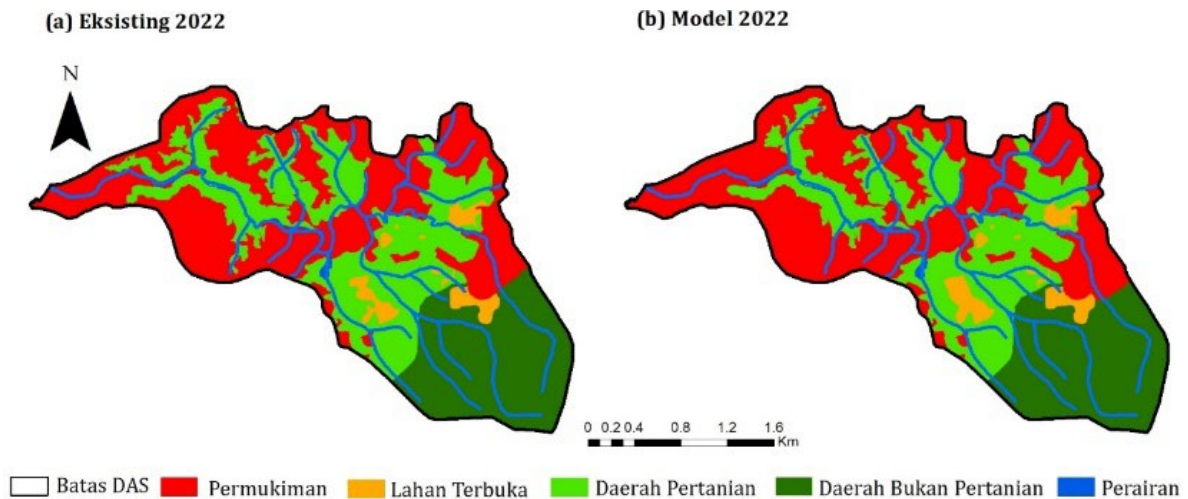 (a) Eksisting 2022
(b) Model 2022
N
0 0.2 0.4 0.8 1.2 1.6
Km
Batas DAS Permukiman Lahan Terbuka Daerah Pertanian Daerah Bukan Pertanian Perairan